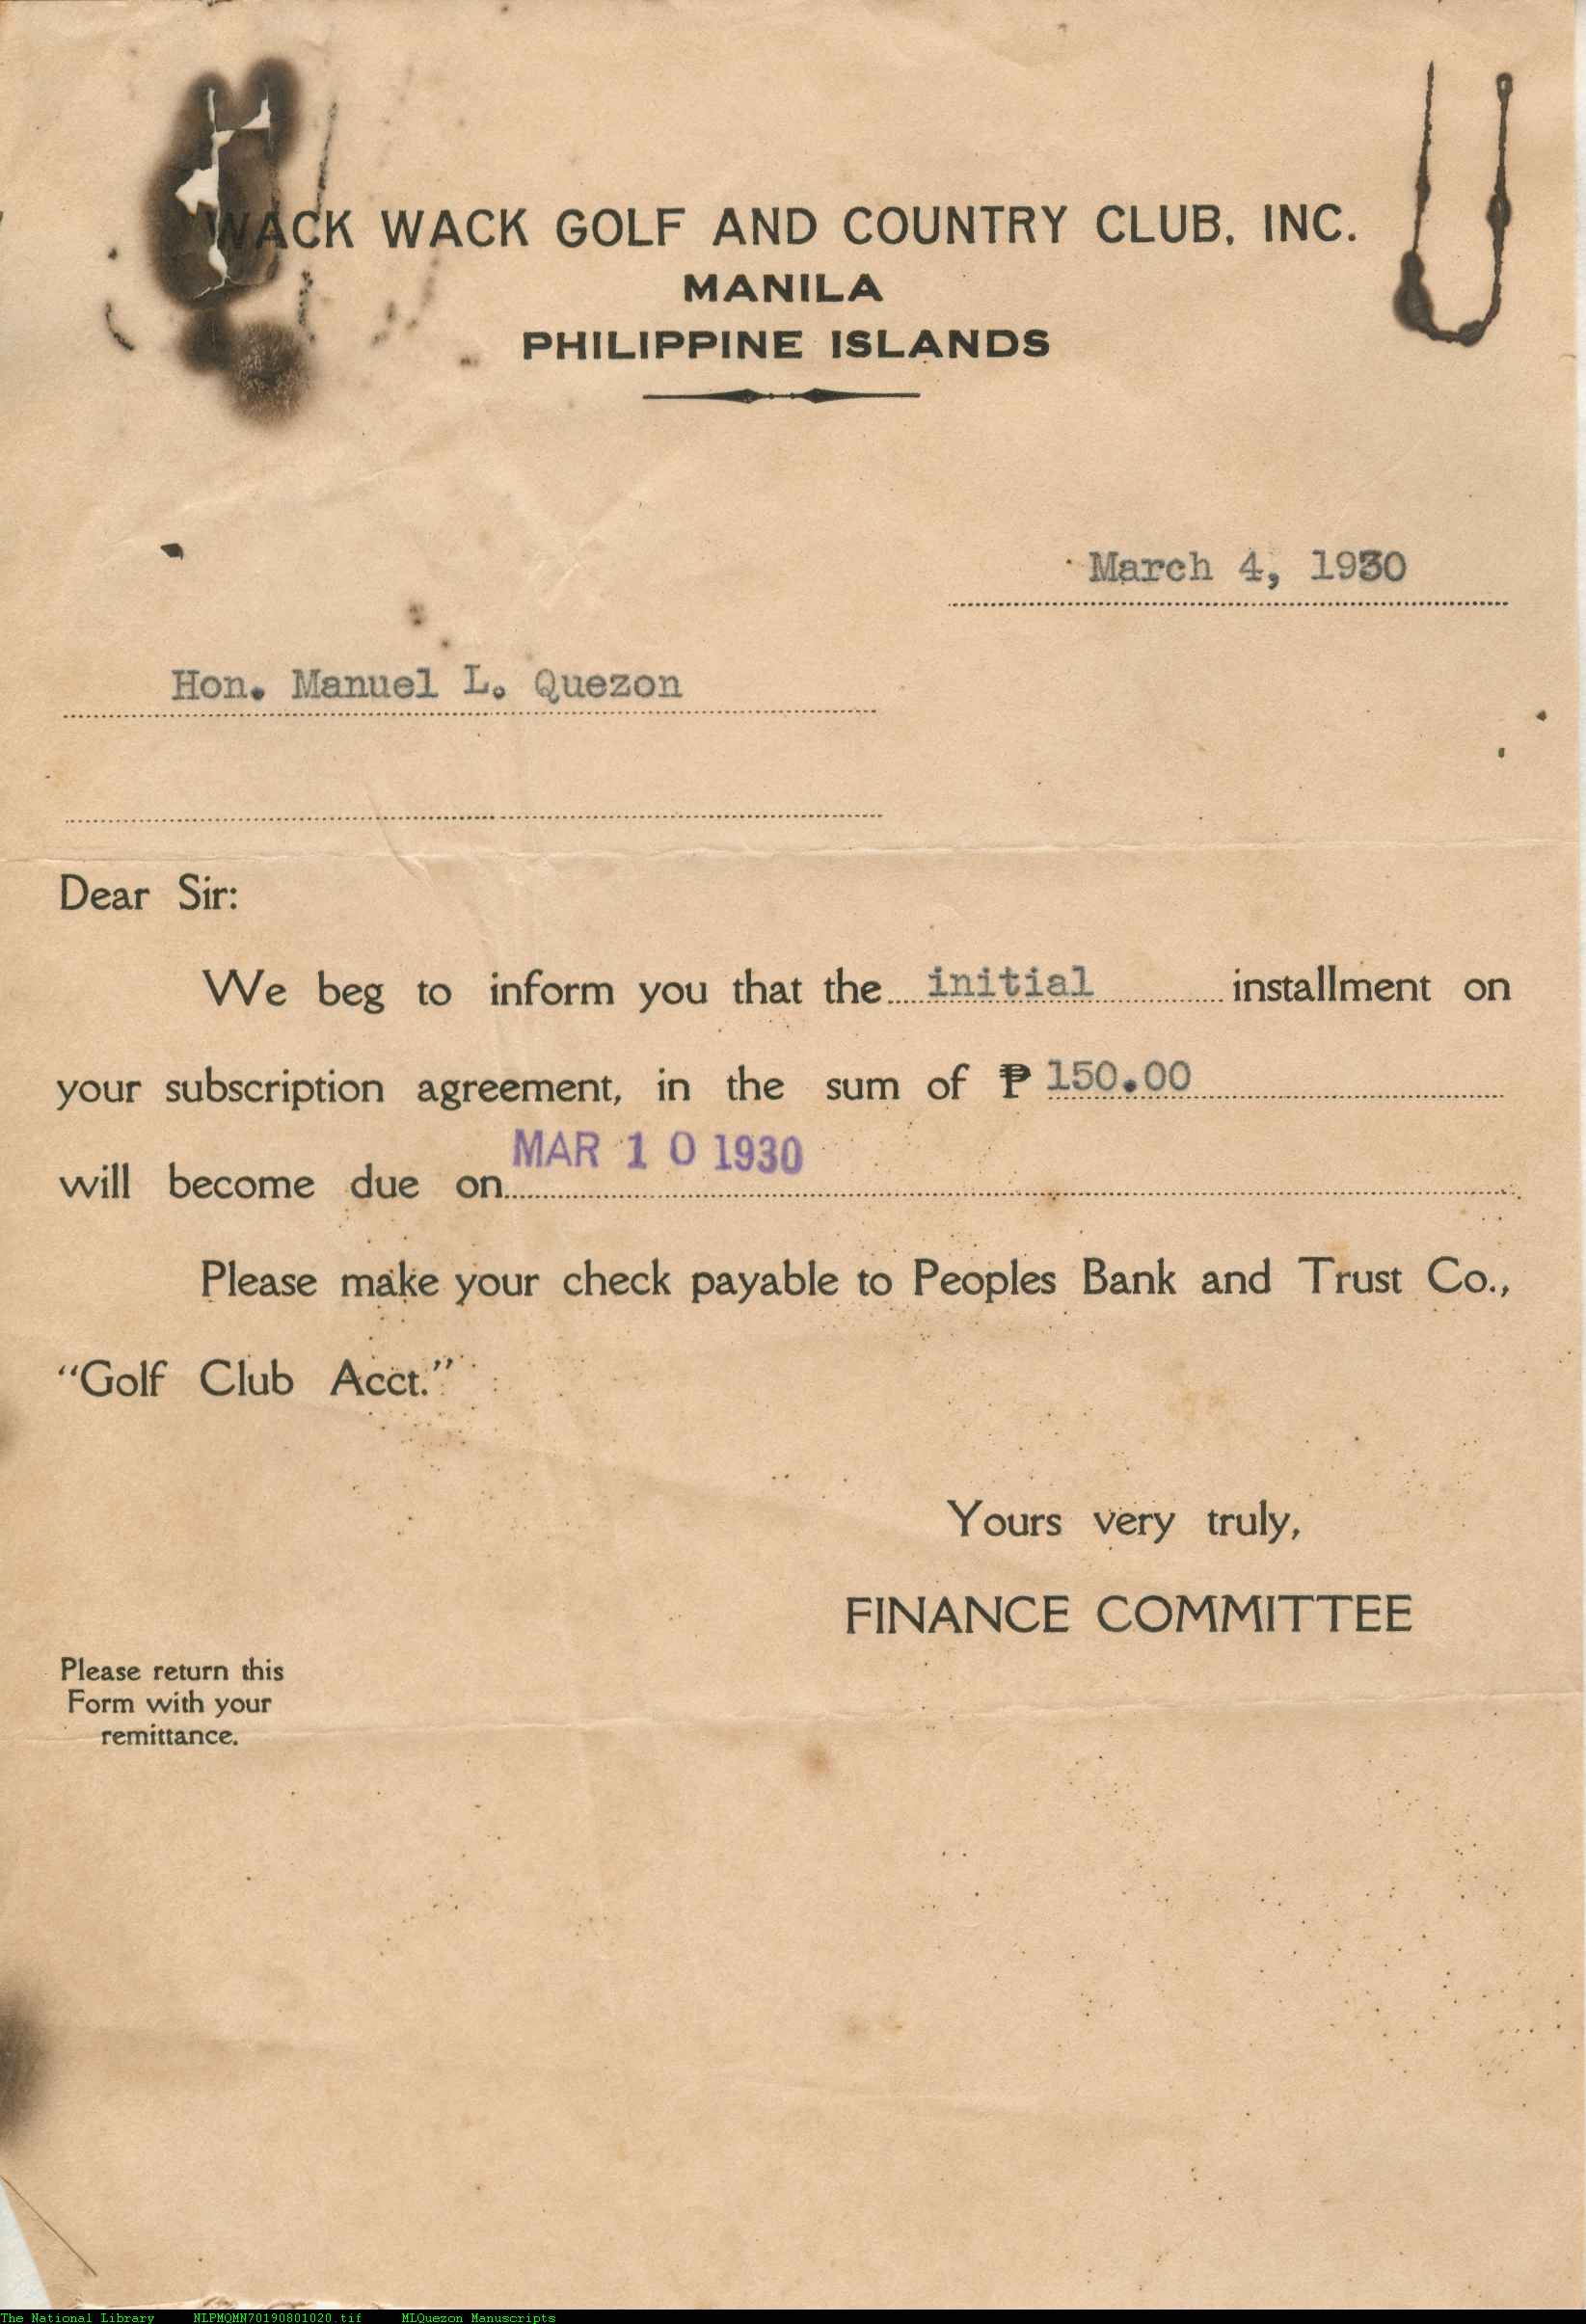 WACK WACK GOLF AND COUNTRY CLUB, INC.
MANILA
PHILIPPINE ISLANDS
March 4, 1930
Hon. Manuel L. Quezon
Dear Sir:
We beg to inform you that the initial installment on
your subscription agreement, in the sum of ₱ 150.00
will become due on MAR 10 1930
Please make your check payable to Peoples Bank and Trust Co.,
“Golf Club Acct.”
Yours very truly,
FINANCE COMMITTEE
Please return this
Form with your
remittance.
The National Library NLPMQMN70190801020.tif MLQuezon Manuscripts